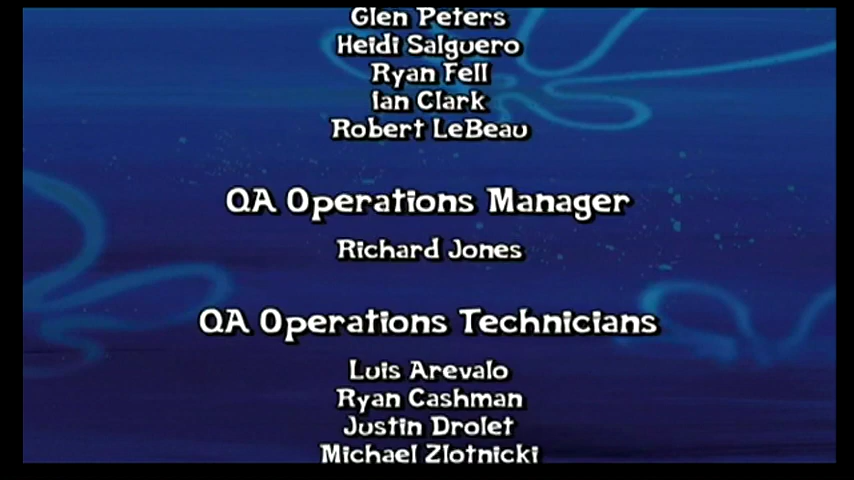 Glen Peters
Heidi Salguero
Ryan Fell
Ian Clark
Robert LeBeau
QA Operations Manager
Richard Jones
QA Operations Technicians
Luis Arevalo
Ryan Cashman
Justin Drolet
Michael Zlotnicki